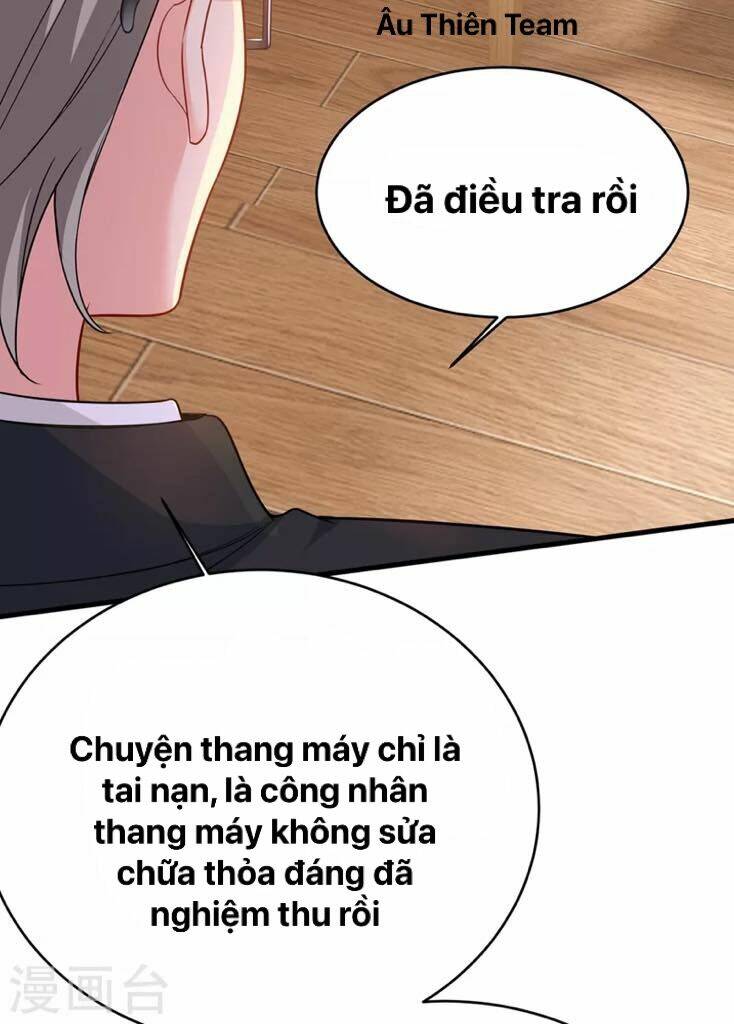 Âu Thiên Team
Đã điều tra rồi
Chuyện thang máy chỉ là
tai nạn, là công nhân
thang máy không sửa
chữa thỏa đáng đã
nghiệm thu rồi
漫画台